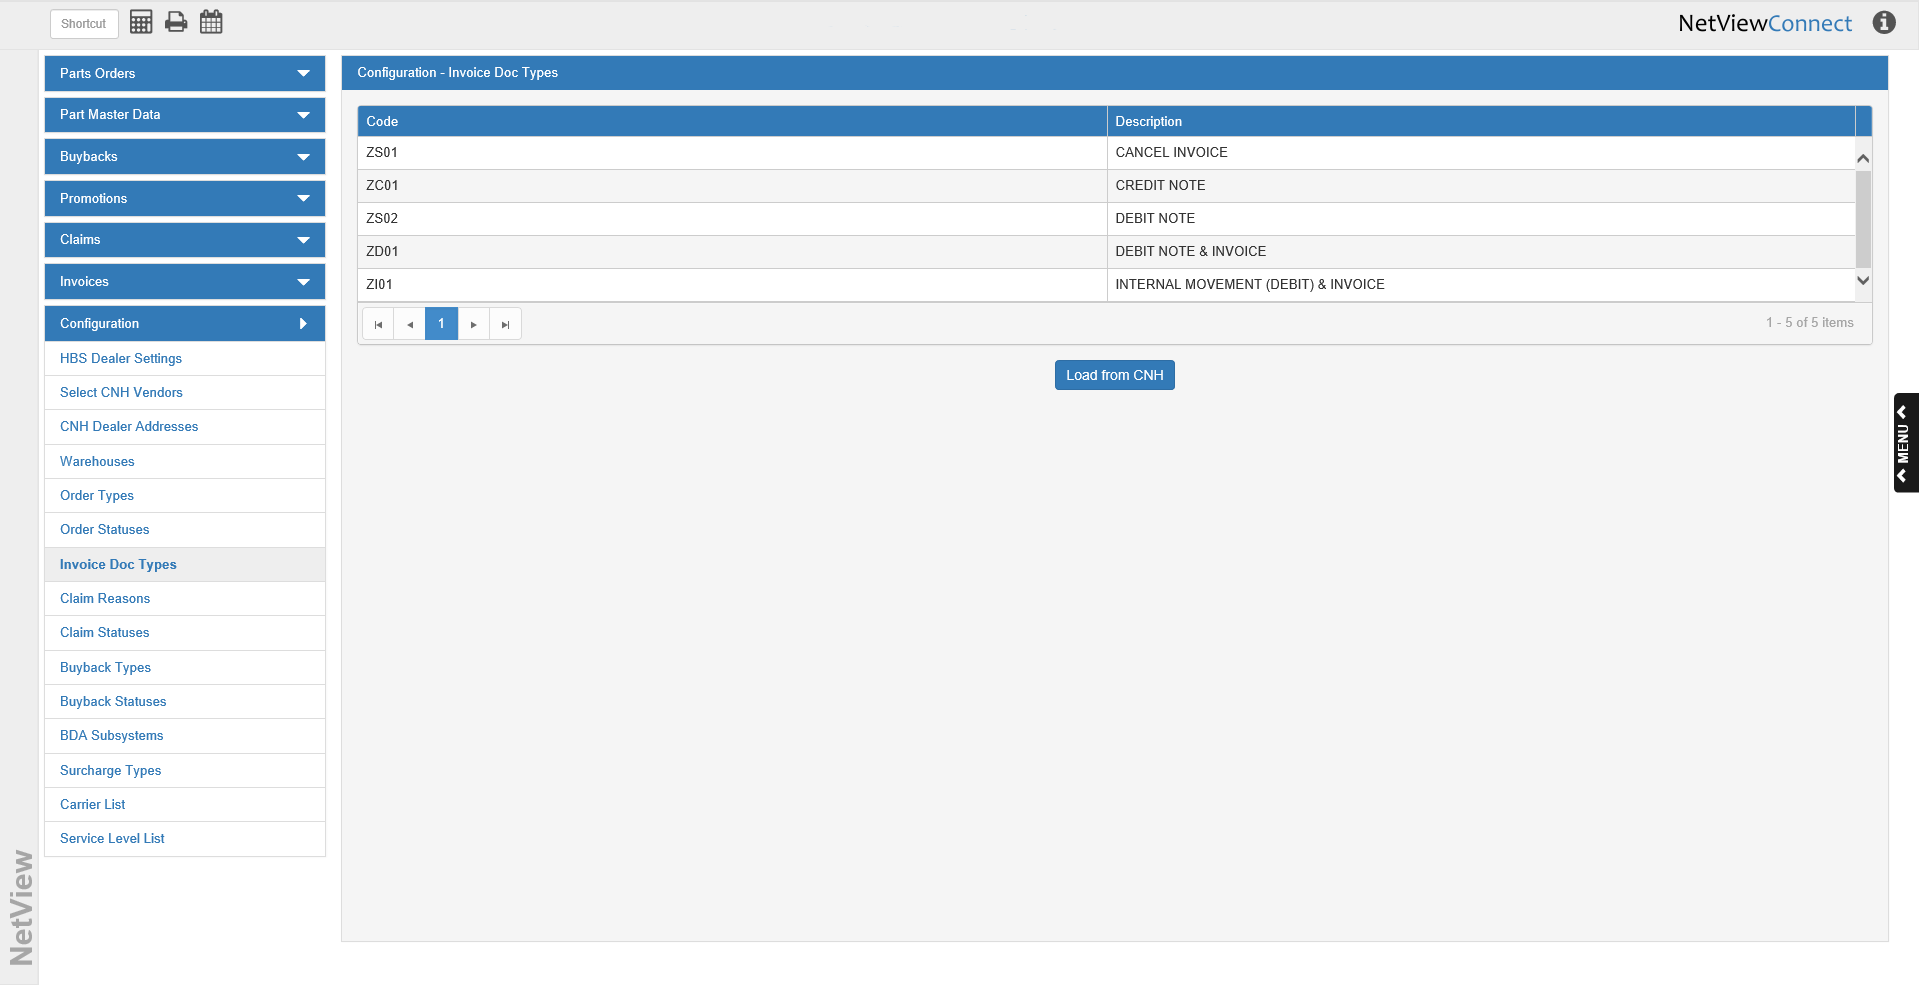 Shortcut
NetViewConnect
Parts Orders
Part Master Data
Buybacks
Promotions
Claims
Invoices
Configuration
HBS Dealer Settings
Select CNH Vendors
CNH Dealer Addresses
Warehouses
Order Types
Order Statuses
Invoice Doc Types
Claim Reasons
Claim Statuses
Buyback Types
Buyback Statuses
BDA Subsystems
Surcharge Types
Carrier List
Service Level List
NetView
Configuration - Invoice Doc Types
Code Description
ZS01 CANCEL INVOICE
ZC01 CREDIT NOTE
ZS02 DEBIT NOTE
ZD01 DEBIT NOTE & INVOICE
ZI01 INTERNAL MOVEMENT (DEBIT) & INVOICE
1 1 - 5 of 5 items
Load from CNH
MENU